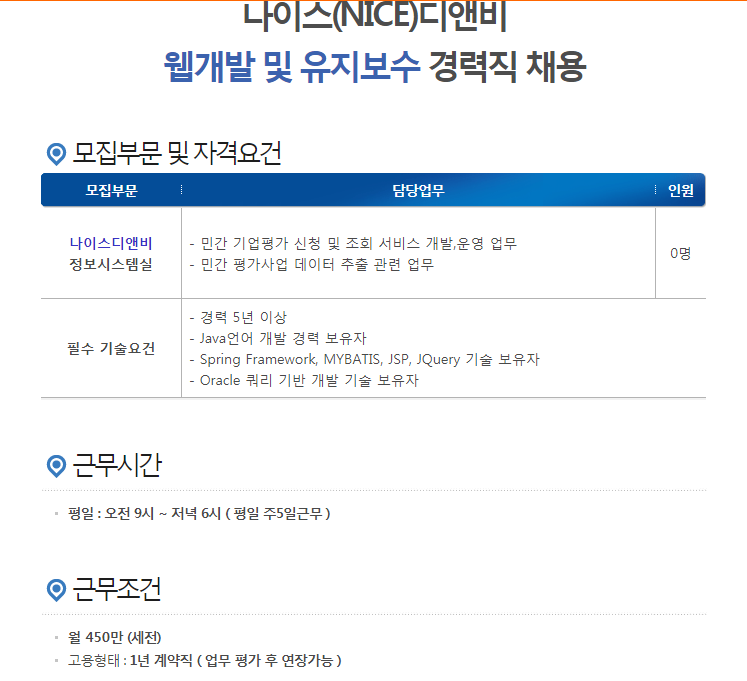 나이스(NICE)디앤비
웹개발 및 유지보수 경력직 채용
모집부문 및 자격요건
모집부문 담당업무 인원
나이스디앤비
정보시스템실
- 민간 기업평가 신청 및 조회 서비스 개발,운영 업무
- 민간 평가사업 데이터 추출 관련 업무
0명
필수 기술요건
- 경력 5년 이상
- Java언어 개발 경력 보유자
- Spring Framework, MYBATIS, JSP, JQuery 기술 보유자
- Oracle 쿼리 기반 개발 기술 보유자
근무시간
평일 : 오전 9시 ~ 저녁 6시 ( 평일 주5일근무 )
근무조건
월 450만 (세전)
고용형태 : 1년 계약직 ( 업무 평가 후 연장가능 )